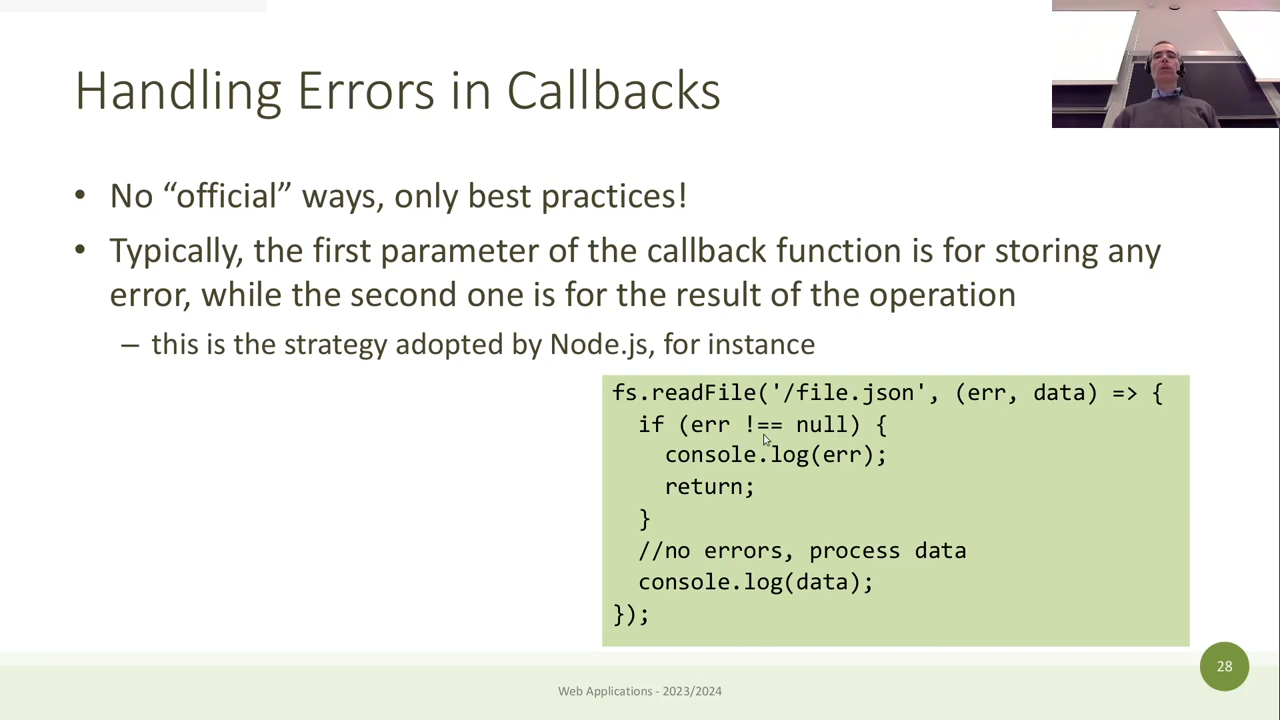 Handling Errors in Callbacks
• No “official” ways, only best practices!
• Typically, the first parameter of the callback function is for storing any
error, while the second one is for the result of the operation
– this is the strategy adopted by Node.js, for instance
fs.readFile('/file.json', (err, data) => {
  if (err !== null) {
    console.log(err);
    return;
  }
  //no errors, process data
  console.log(data);
});
28
Web Applications - 2023/2024